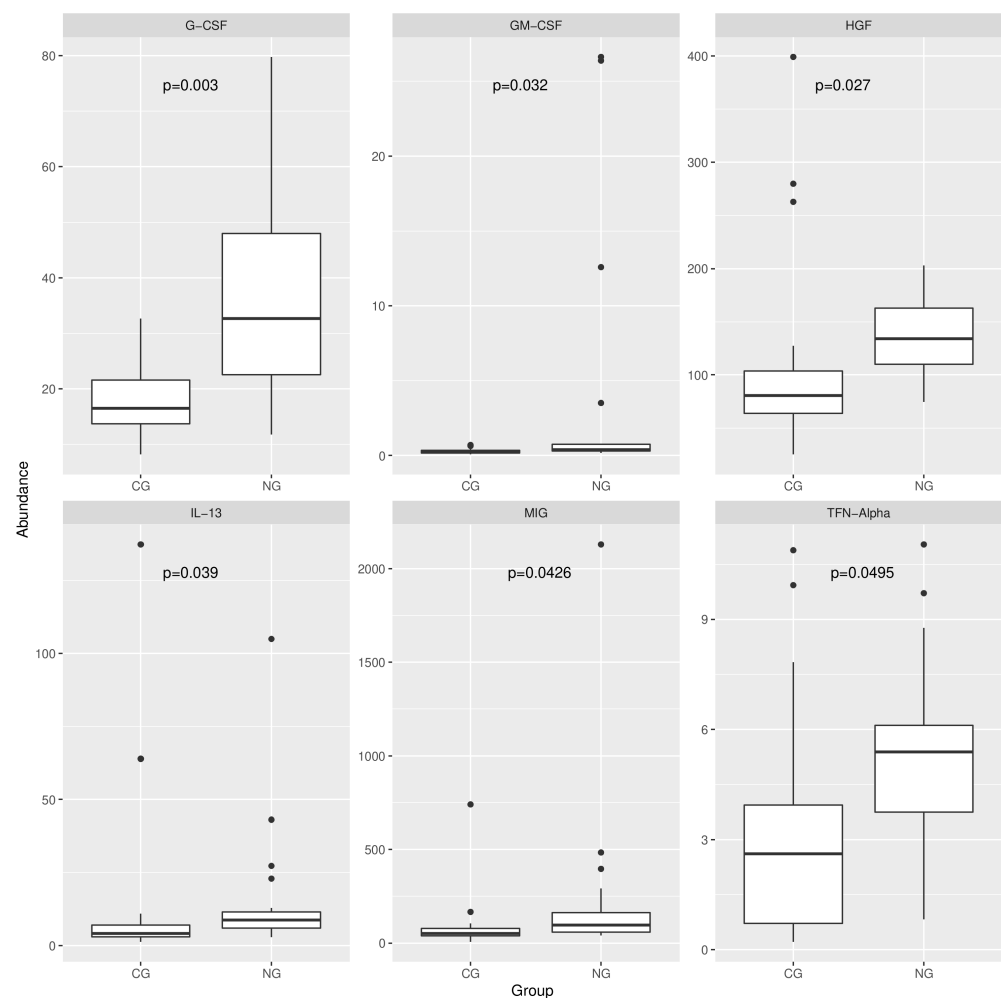 G−CSF GM−CSF HGF
80
60
40
20
p=0.003
20
10
0
p=0.032
400
300
200
100
p=0.027
CG NG CG NG CG NG
Abundance
IL−13 MIG TFN−Alpha
100
50
0
p=0.039
2000
1500
1000
500
0
p=0.0426
9
6
3
0
p=0.0495
CG NG CG NG CG NG
Group